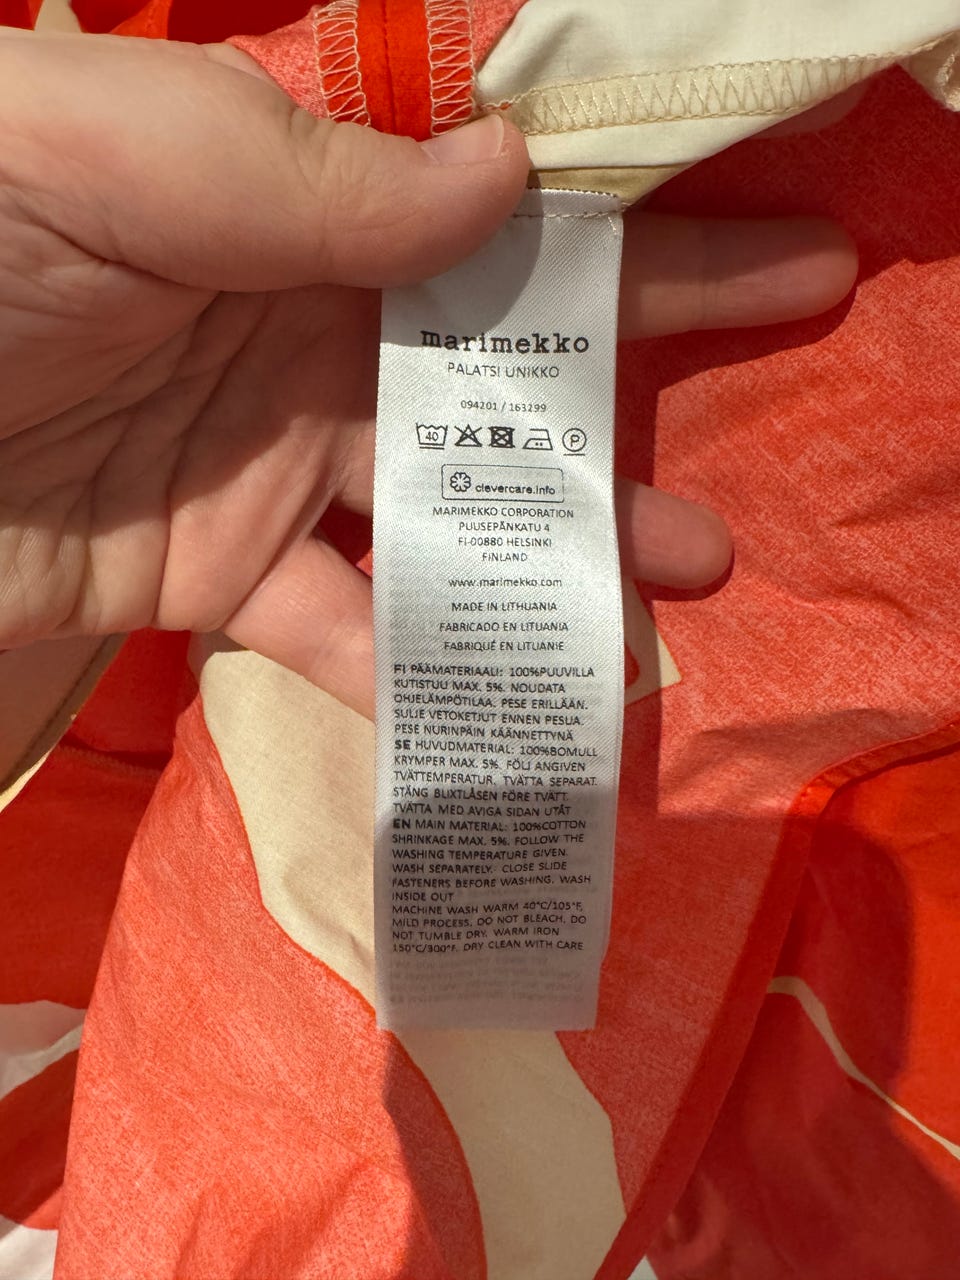 marimekko
PALATSI UNIKKO
094201 / 163299
40 P
clevercare.info
MARIMEKKO CORPORATION
PUUSEPÄNKATU 4
FI-00880 HELSINKI
FINLAND
www.marimekko.com
MADE IN LITHUANIA
FABRICADO EN LITUANIA
FABRIQUÉ EN LITUANIE
FI PÄÄMATERIAALI: 100%PUUVILLA
KUTISTUU MAX. 5%. NOUDATA
OHJELÄMPÖTILAA. PESE ERILLÄÄN.
SULJE VETOKETJUT ENNEN PESUA.
PESE NURINPÄIN KÄÄNNETTYNÄ
SE HUVUDMATERIAL: 100%BOMULL
KRYMPER MAX. 5%. FÖLJ ANGIVEN
TVÄTTEMPERATUR. TVÄTTA SEPARAT.
STÄNG BLIXTLÅSEN FÖRE TVÄTT.
TVÄTTA MED AVIGA SIDAN UTÅT
EN MAIN MATERIAL: 100%COTTON
SHRINKAGE MAX. 5%. FOLLOW THE
WASHING TEMPERATURE GIVEN.
WASH SEPARATELY. CLOSE SLIDE
FASTENERS BEFORE WASHING. WASH
INSIDE OUT
MACHINE WASH WARM 40°C/105°F,
MILD PROCESS. DO NOT BLEACH. DO
NOT TUMBLE DRY. WARM IRON
150°C/300°F. DRY CLEAN WITH CARE